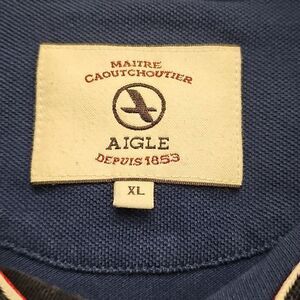 MAITRE
CAOUTCHOUTIER
AIGLE
DEPUIS 1853
XL